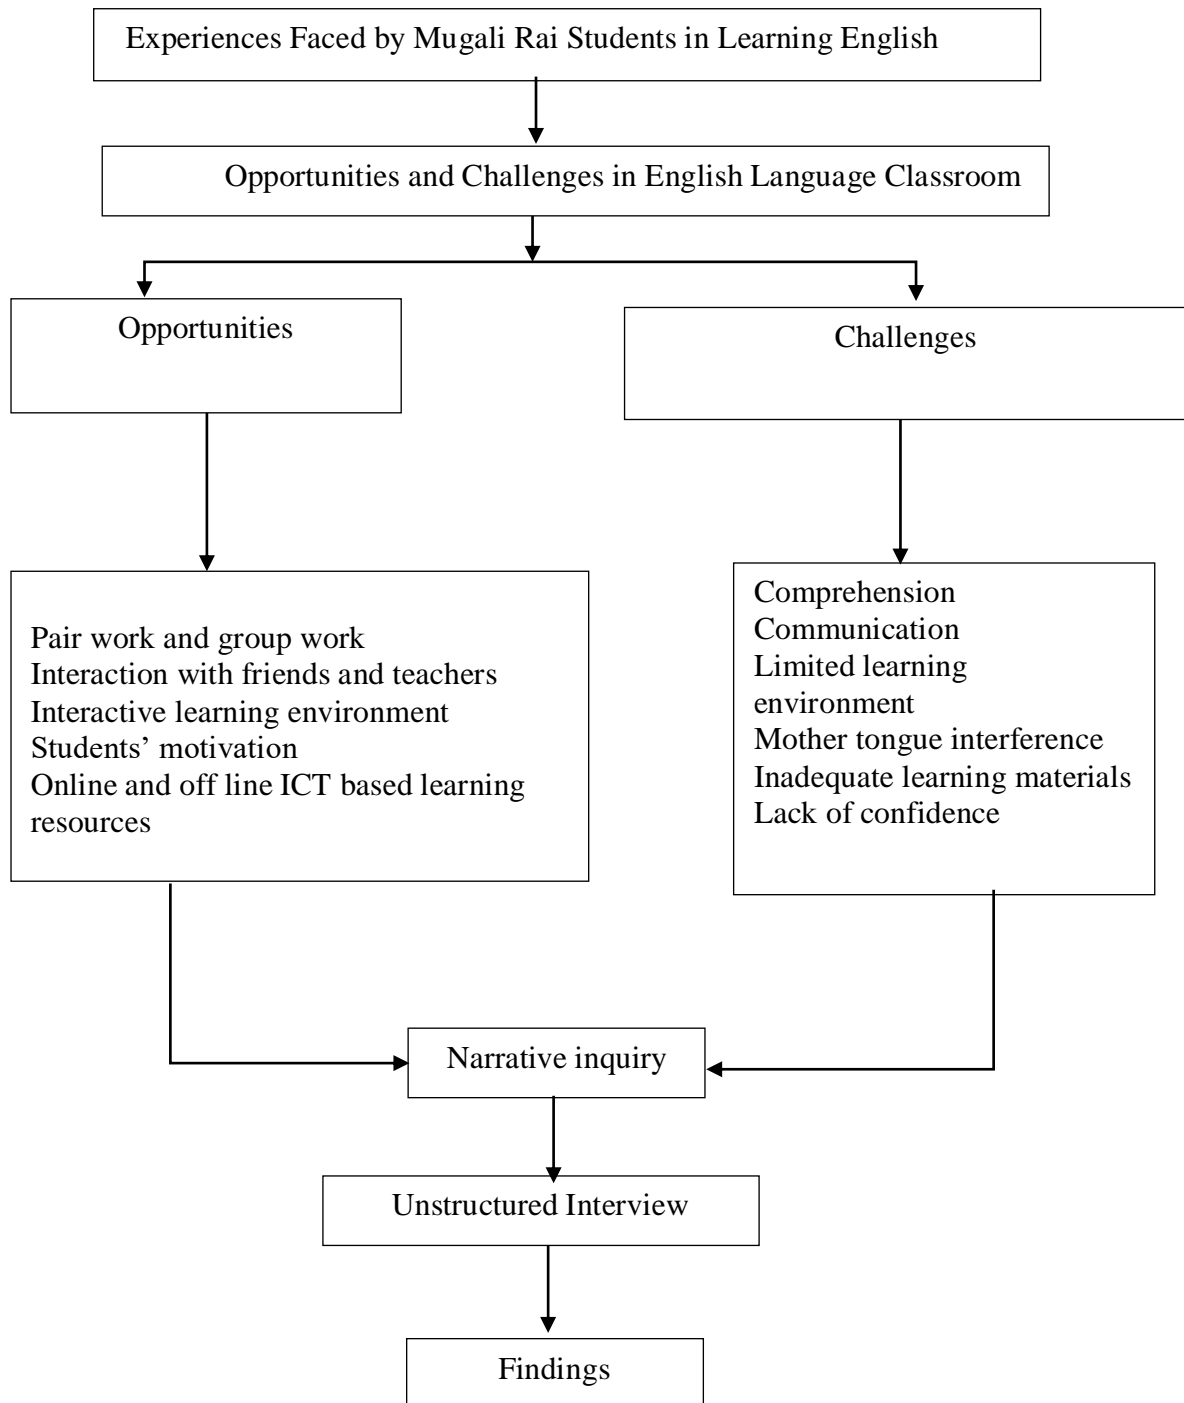 Experiences Faced by Mugali Rai Students in Learning English
Opportunities and Challenges in English Language Classroom
Opportunities
Challenges
Pair work and group work
Interaction with friends and teachers
Interactive learning environment
Students’ motivation
Online and off line ICT based learning
resources
Comprehension
Communication
Limited learning
environment
Mother tongue interference
Inadequate learning materials
Lack of confidence
Narrative inquiry
Unstructured Interview
Findings